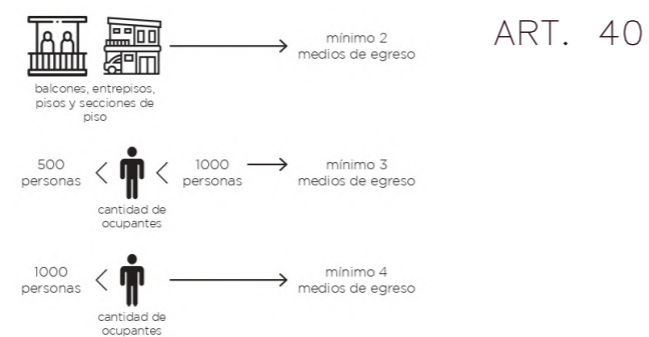 ART. 40
mínimo 2
medios de egreso
balcones, entrepisos,
pisos y secciones de
piso
500
personas
<
<
1000
personas
mínimo 3
medios de egreso
cantidad de
ocupantes
1000
personas
<
mínimo 4
medios de egreso
cantidad de
ocupantes